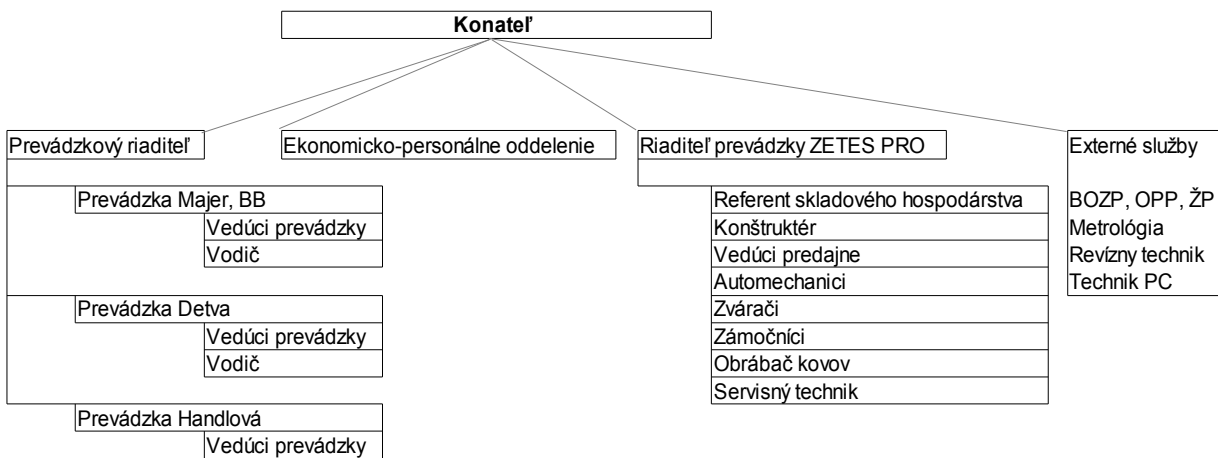 Konateľ
Prevádzkový riaditeľ
Ekonomicko-personálne oddelenie
Riaditeľ prevádzky ZETES PRO
Externé služby
Prevádzka Majer, BB
Vedúci prevádzky
Vodič
Prevádzka Detva
Vedúci prevádzky
Vodič
Prevádzka Handlová
Vedúci prevádzky
Referent skladového hospodárstva
Konštruktér
Vedúci predajne
Automechanici
Zvárači
Zámočníci
Obrábač kovov
Servisný technik
BOZP, OPP, ŽP
Metrológia
Revízny technik
Technik PC